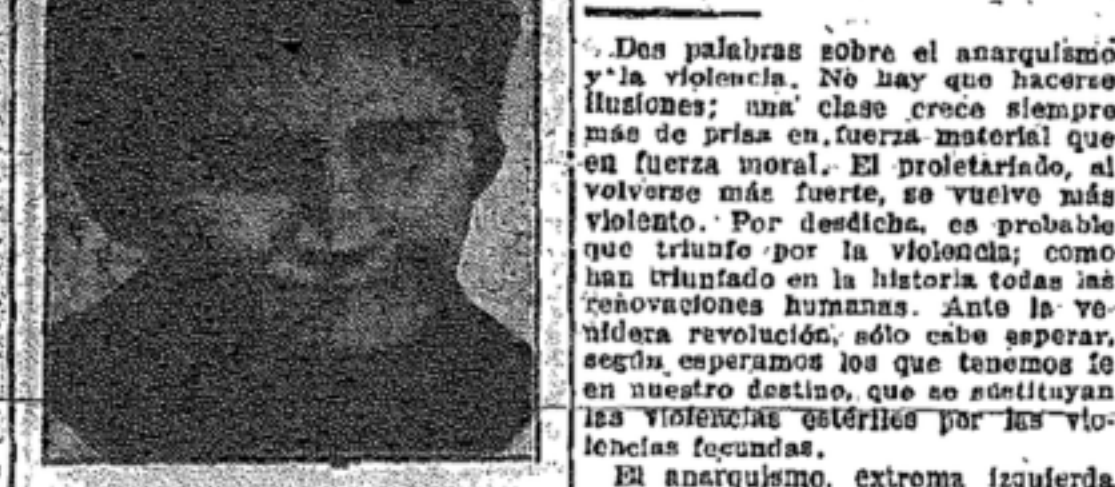 Dos palabras sobre el anarquismo
y la violencia. No hay que hacerse
ilusiones; una clase crece siempre
más de prisa en fuerza material que
en fuerza moral. El proletariado, al
volverse más fuerte, se vuelve más
violento. Por desdicha, es probable
que triunfe por la violencia; como
han triunfado en la historia todas las
renovaciones humanas. Ante la ve-
nidera revolución, sólo cabe esperar,
según esperamos los que tenemos fe
en nuestro destino, que se sustituyan
las violencias estériles por las vio-
lencias fecundas.
El anarquismo, extrema izquierda